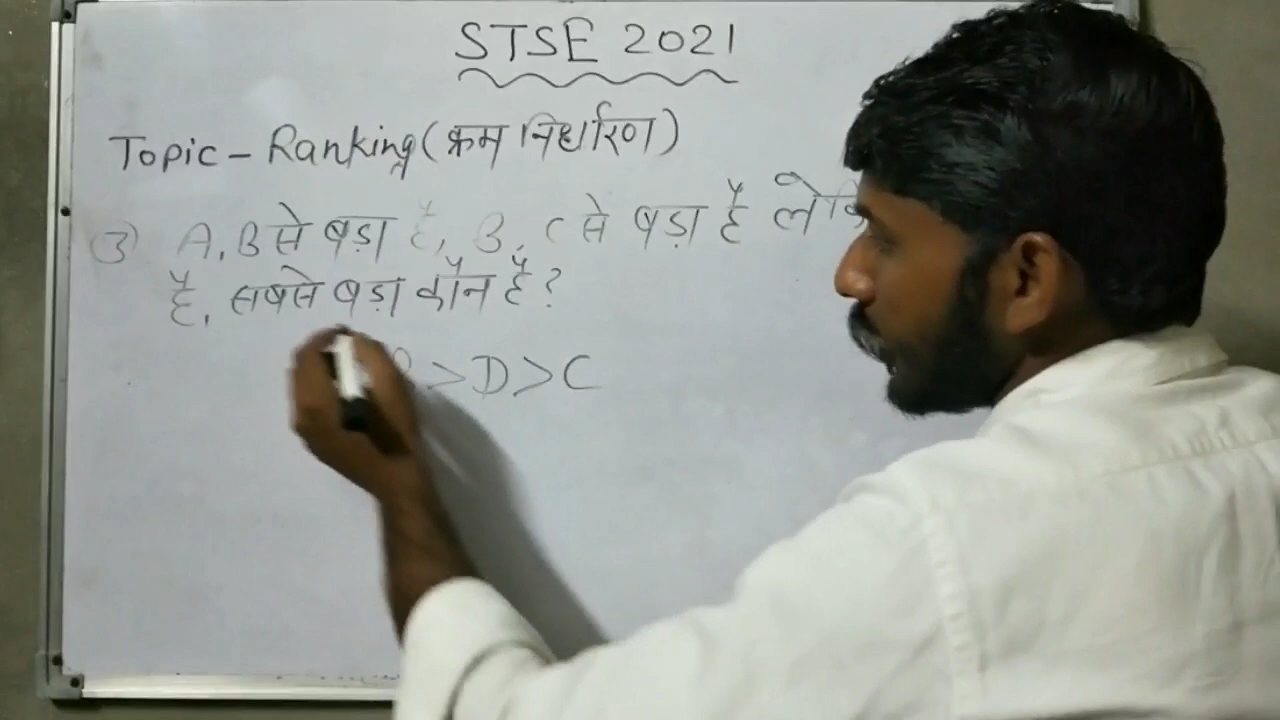 STSE 2021
Topic - Ranking (क्रम निर्धारण)
3) A, B से बड़ा है, B, C से बड़ा है
है, सबसे बड़ा कौन है?
> D > C